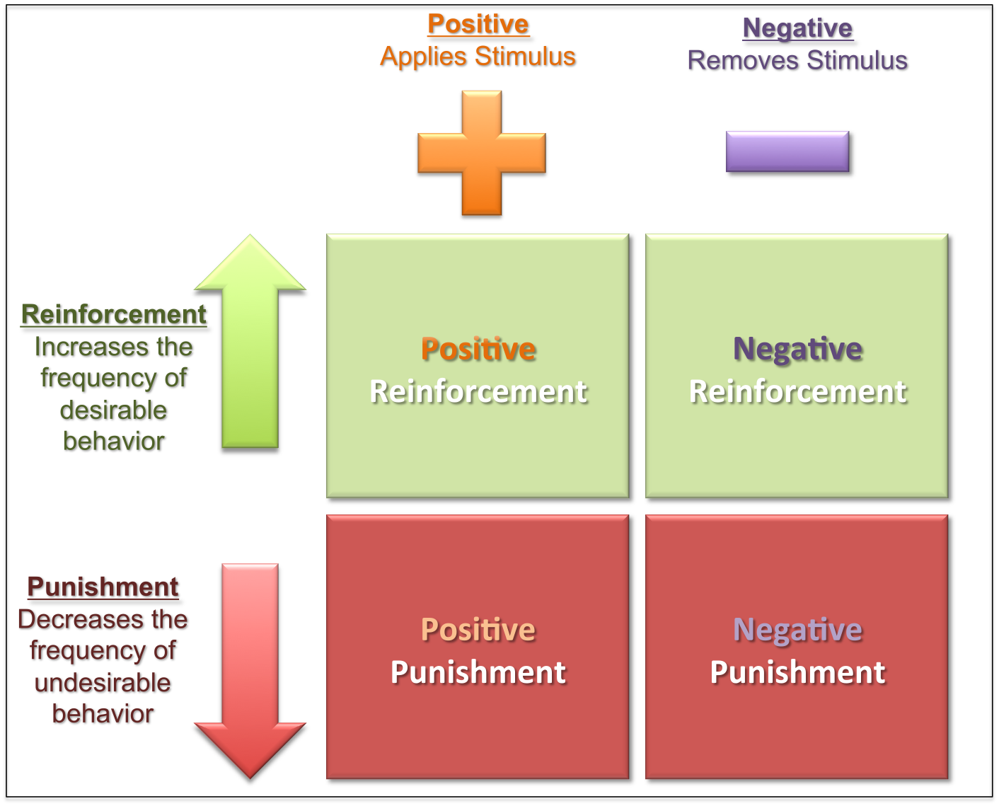 Positive
Applies Stimulus
Negative
Removes Stimulus
Reinforcement
Increases the
frequency of
desirable
behavior
Positive
Reinforcement
Negative
Reinforcement
Punishment
Decreases the
frequency of
undesirable
behavior
Positive
Punishment
Negative
Punishment